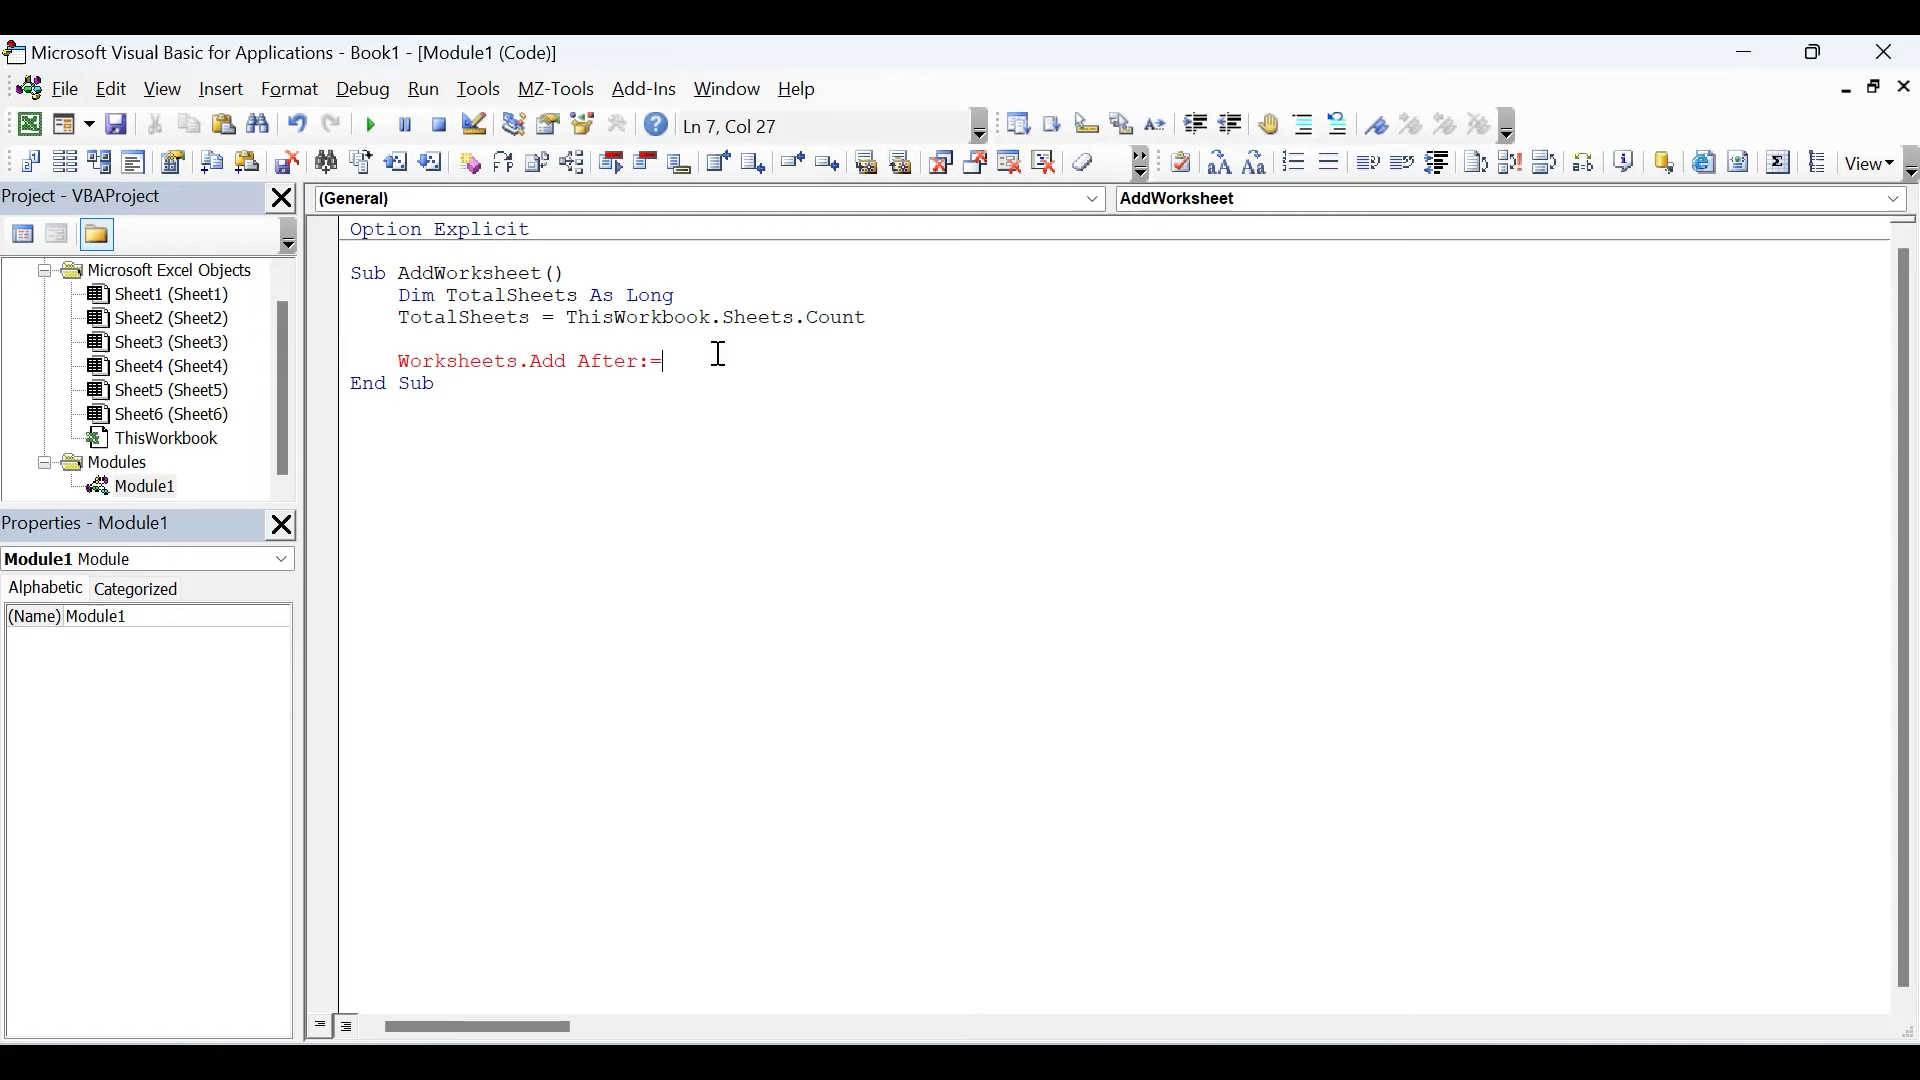 Microsoft Visual Basic for Applications - Book1 - [Module1 (Code)]
File Edit View Insert Format Debug Run Tools MZ-Tools Add-Ins Window Help
Ln 7, Col 27
View
Project - VBAProject
(General)
AddWorksheet
Microsoft Excel Objects
Sheet1 (Sheet1)
Sheet2 (Sheet2)
Sheet3 (Sheet3)
Sheet4 (Sheet4)
Sheet5 (Sheet5)
Sheet6 (Sheet6)
ThisWorkbook
Modules
Module1
Properties - Module1
Module1 Module
Alphabetic Categorized
(Name) Module1
Option Explicit
Sub AddWorksheet()
Dim TotalSheets As Long
TotalSheets = ThisWorkbook.Sheets.Count
Worksheets.Add After:=
End Sub